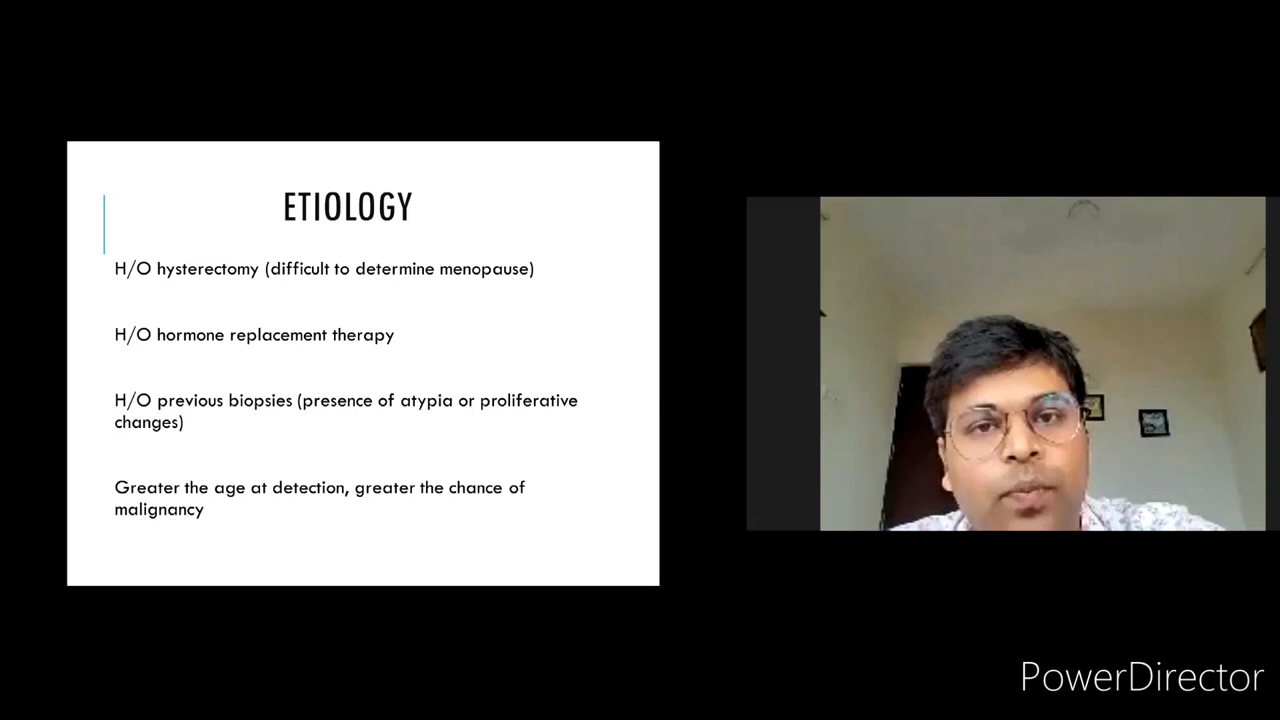 ETIOLOGY
H/O hysterectomy (difficult to determine menopause)
H/O hormone replacement therapy
H/O previous biopsies (presence of atypia or proliferative
changes)
Greater the age at detection, greater the chance of
malignancy
PowerDirector